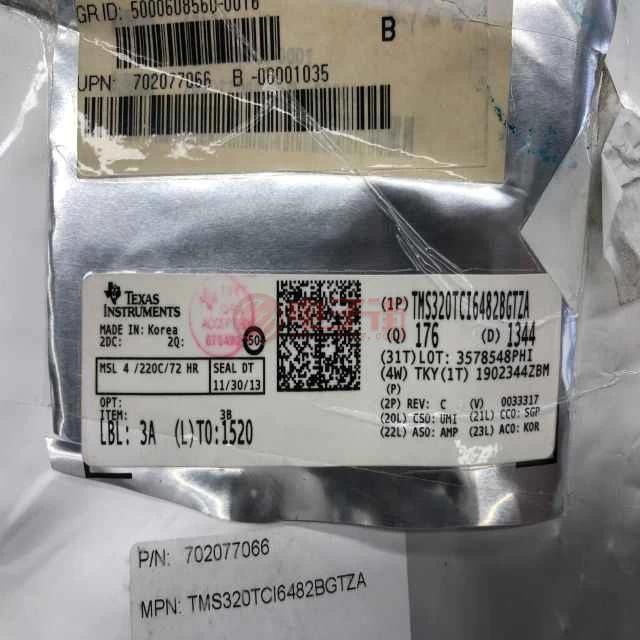 GR ID: 5000608560-0016
B
UPN: 702077066 B -00001035
TEXAS
INSTRUMENTS
MADE IN: Korea
2DC: 2Q:
MSL 4 /220C/72 HR
SEAL DT
11/30/13
OPT:
ITEM: 3B
LBL: 3A (L)TO:1520
(1P) TMS320TCI6482BGTZA
(Q) 176 (D) 1344
(31T) LOT: 3578548PHI
(4W) TKY(1T) 1902344ZBM
(P)
(2P) REV: C (V) 0033317
(20L) CSO: UMI (21L) CCO: SGP
(22L) ASO: AMP (23L) ACO: KOR
P/N: 702077066
MPN: TMS320TCI6482BGTZA